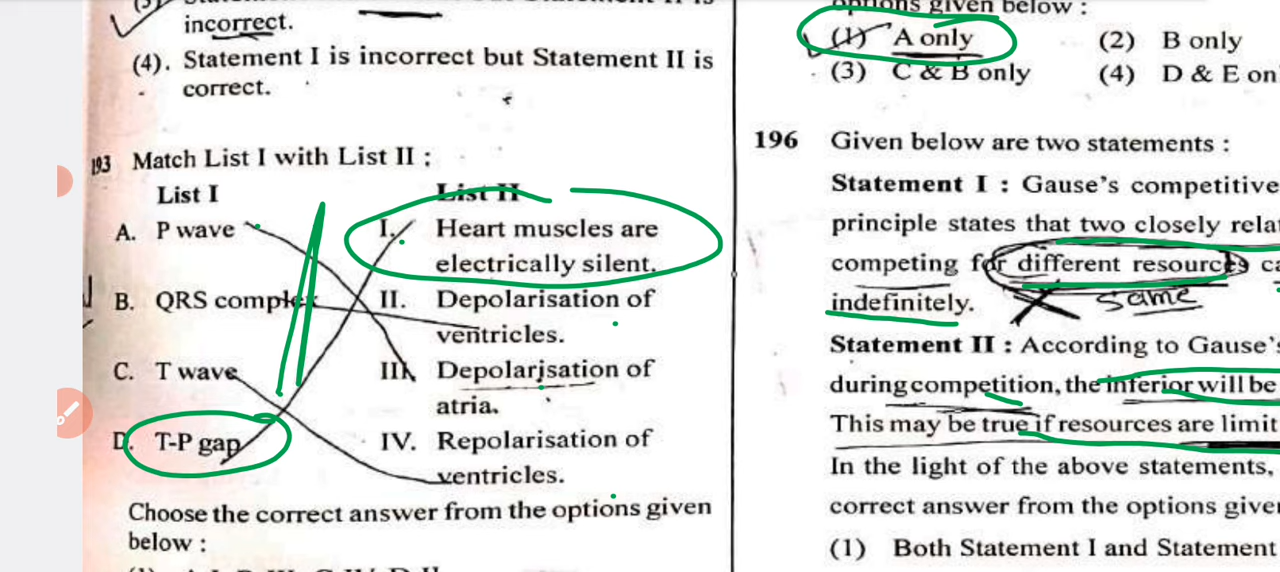 incorrect.
(4). Statement I is incorrect but Statement II is
correct.
193 Match List I with List II :
List I List II
A. P wave I. Heart muscles are
electrically silent.
B. QRS complex II. Depolarisation of
ventricles.
C. T wave III. Depolarisation of
atria.
D. T-P gap IV. Repolarisation of
ventricles.
Choose the correct answer from the options given
below :
options given below :
(1) A only (2) B only
(3) C & B only (4) D & E on
196 Given below are two statements :
Statement I : Gause's competitive
principle states that two closely relat
competing for different resources ca
same
indefinitely.
Statement II : According to Gause's
during competition, the inferior will be
This may be true if resources are limit
In the light of the above statements,
correct answer from the options given
(1) Both Statement I and Statement